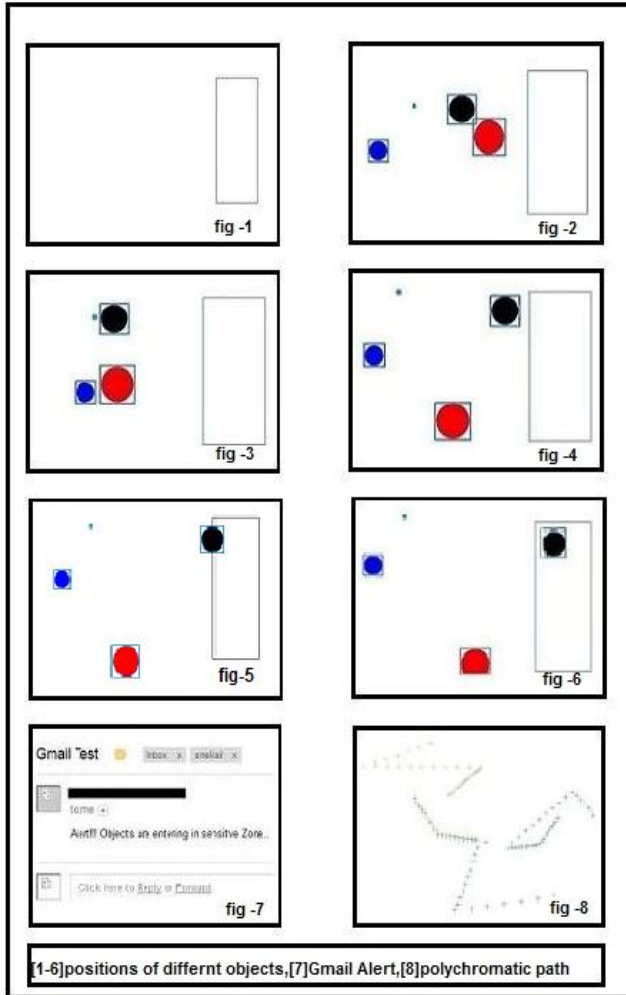 fig -1
fig -2
fig -3
fig -4
fig-5
fig -6
Gmail Test
Inbox x
x
tome
Alert!!! Objects are entering in sensitive Zone..
Click here to Reply or Forward
fig -7
fig -8
[1-6]positions of differnt objects,[7]Gmail Alert,[8]polychromatic path